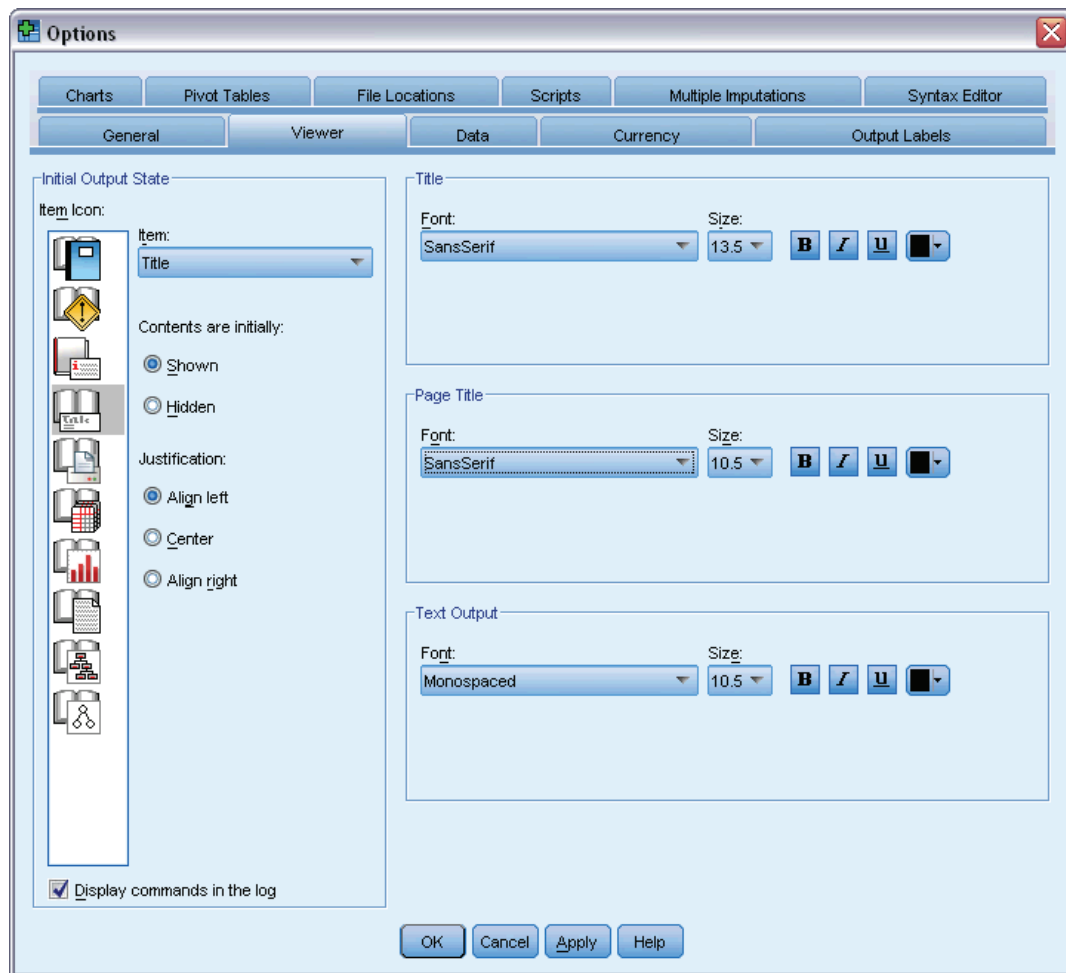 Options
Charts
Pivot Tables
File Locations
Scripts
Multiple Imputations
Syntax Editor
General
Viewer
Data
Currency
Output Labels
Initial Output State
Item Icon:
Title
Item:
Title
Contents are initially:
Shown
Hidden
Justification:
Align left
Center
Align right
Display commands in the log
Title
Font:
Size:
SansSerif
13.5
B
I
U
Page Title
Font:
Size:
SansSerif
10.5
B
I
U
Text Output
Font:
Size:
Monospaced
10.5
B
I
U
OK
Cancel
Apply
Help